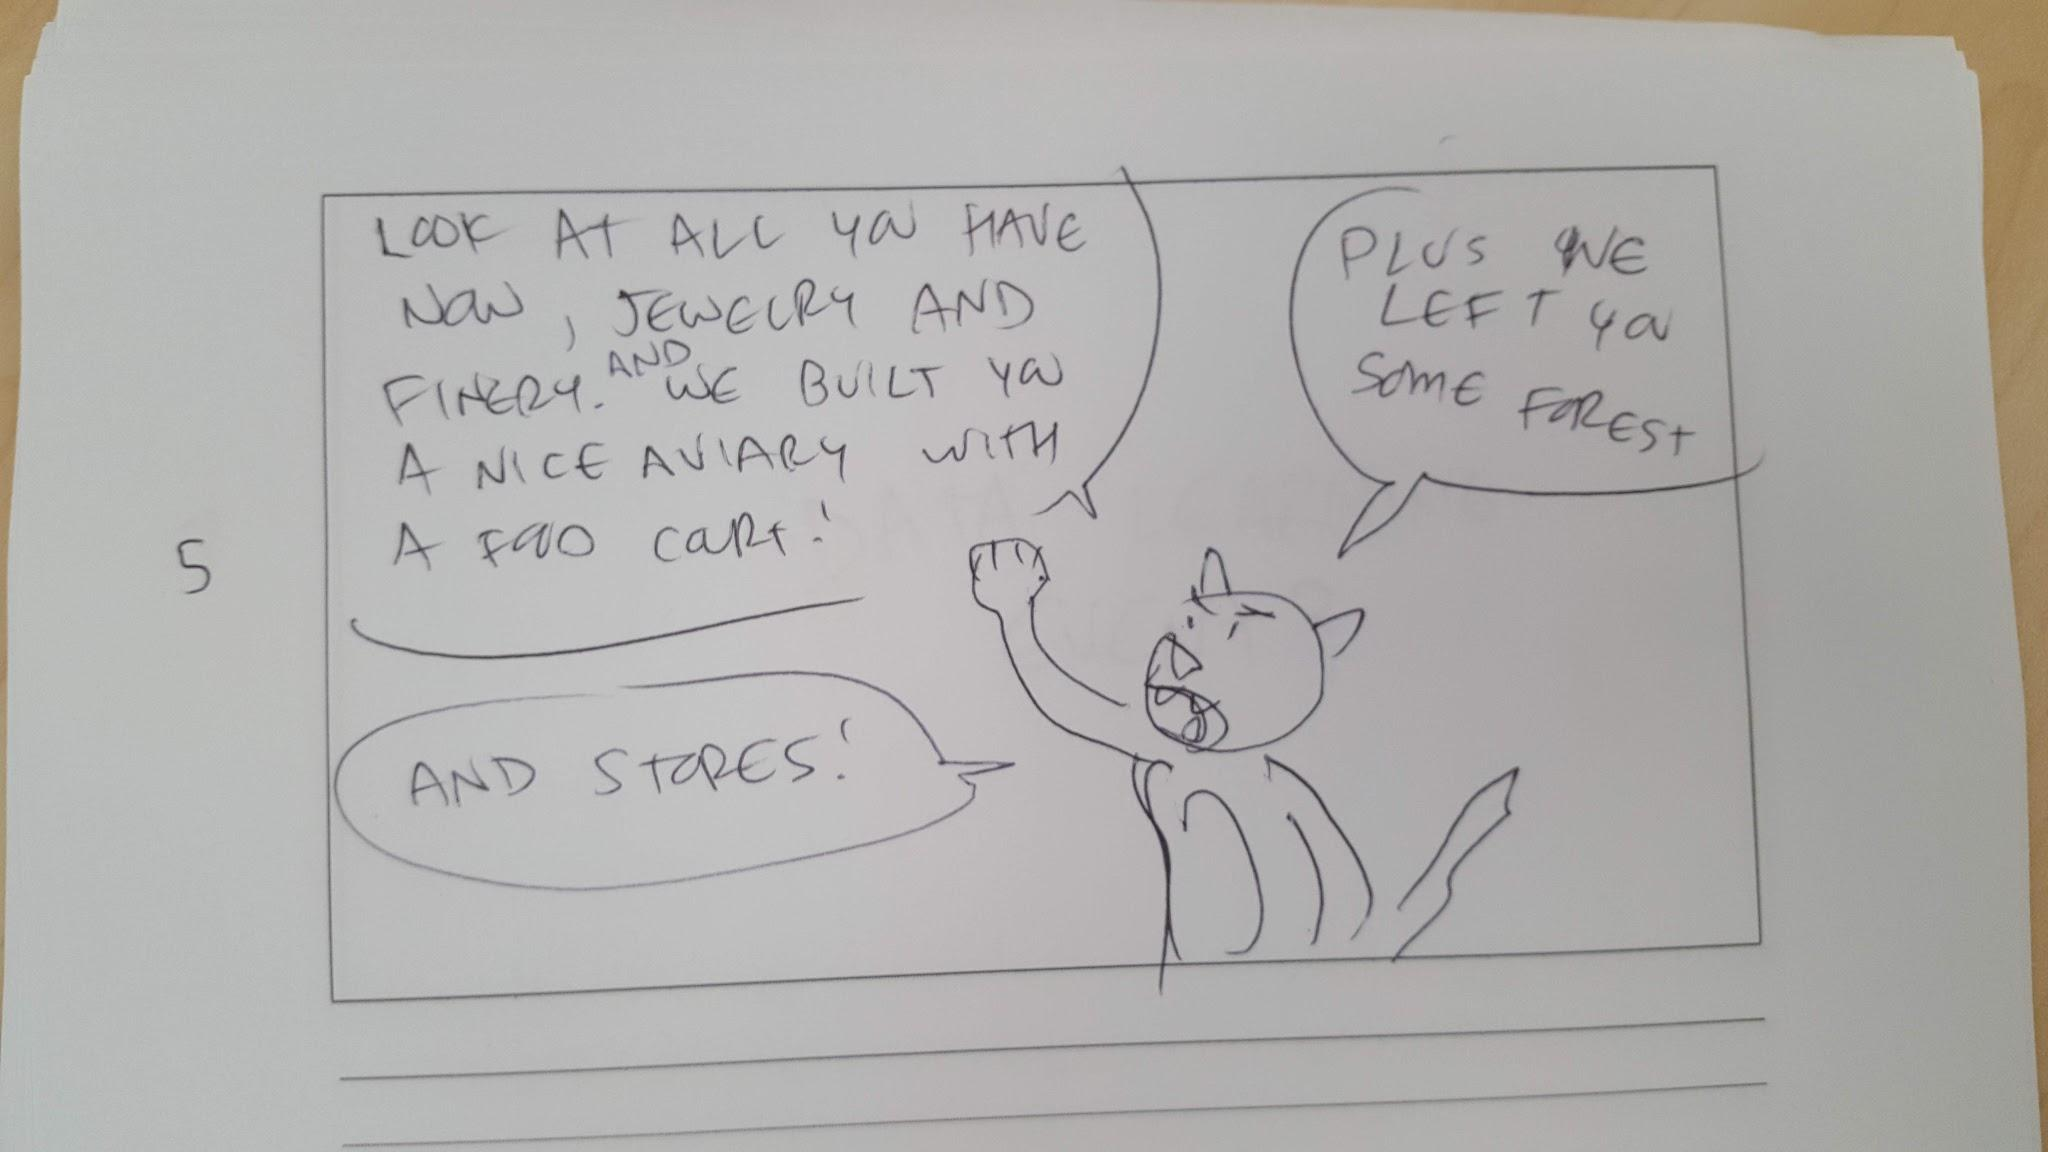 5
LOOK AT ALL YOU HAVE
NOW, JEWELRY AND
FINERY. AND WE BUILT YOU
A NICE AVIARY WITH
A FOOD CART!
PLUS WE
LEFT YOU
SOME FOREST
AND STORES!